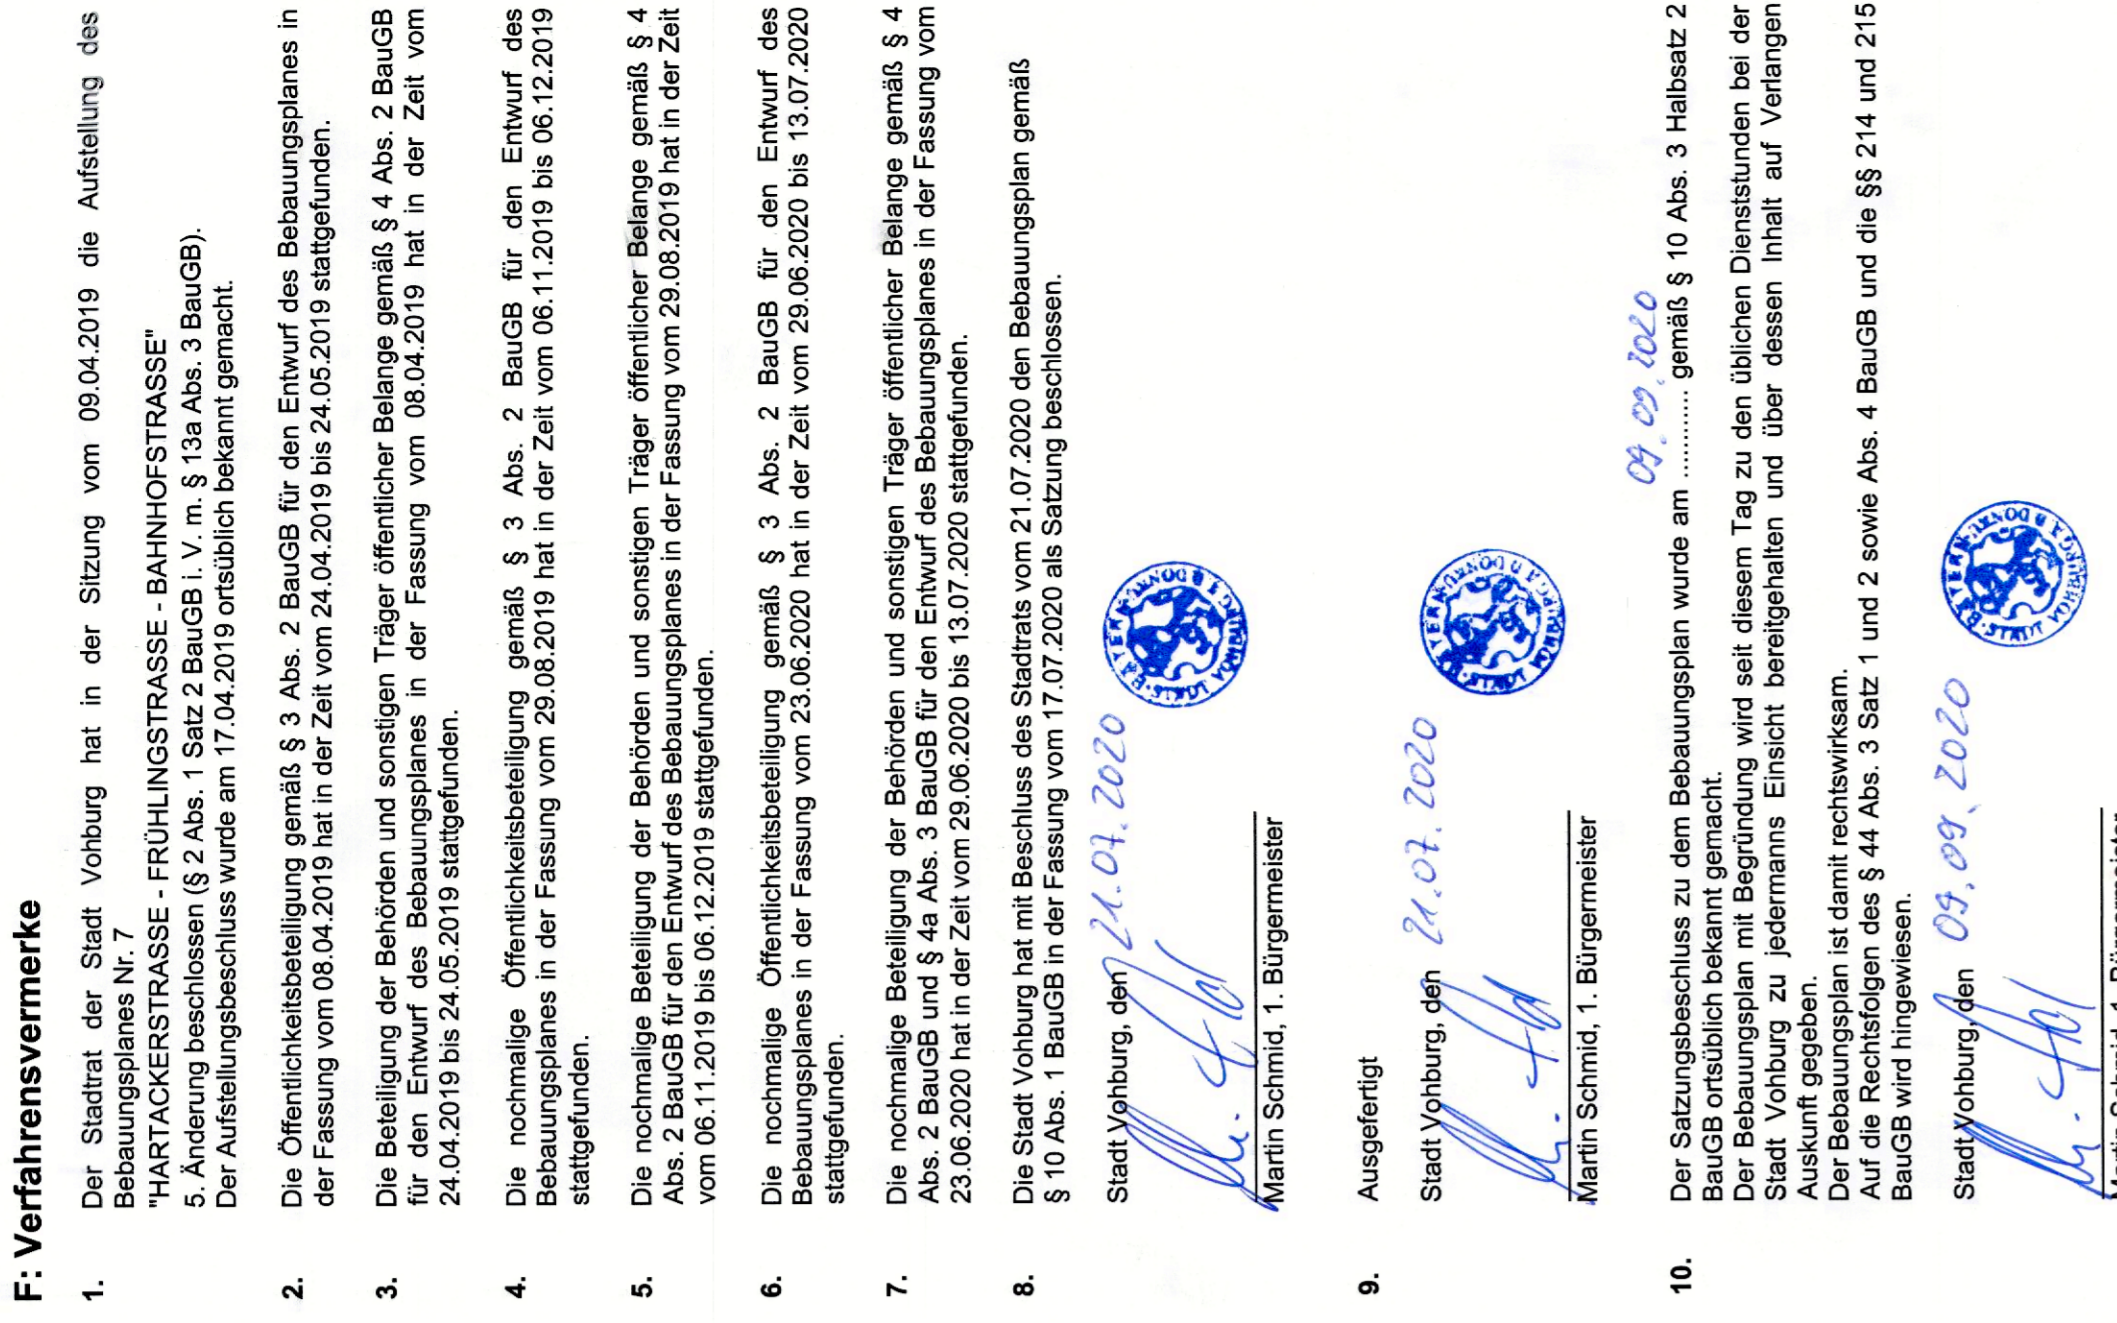 F: Verfahrensvermerke
1. Der Stadtrat der Stadt Vohburg hat in der Sitzung vom 09.04.2019 die Aufstellung des
Bebauungsplanes Nr. 7
"HARTACKERSTRASSE - FRÜHLINGSTRASSE - BAHNHOFSTRASSE"
5. Änderung beschlossen (§ 2 Abs. 1 Satz 2 BauGB i. V. m. § 13a Abs. 3 BauGB).
Der Aufstellungsbeschluss wurde am 17.04.2019 ortsüblich bekannt gemacht.
2. Die Öffentlichkeitsbeteiligung gemäß § 3 Abs. 2 BauGB für den Entwurf des Bebauungsplanes in
der Fassung vom 08.04.2019 hat in der Zeit vom 24.04.2019 bis 24.05.2019 stattgefunden.
3. Die Beteiligung der Behörden und sonstigen Träger öffentlicher Belange gemäß § 4 Abs. 2 BauGB
für den Entwurf des Bebauungsplanes in der Fassung vom 08.04.2019 hat in der Zeit vom
24.04.2019 bis 24.05.2019 stattgefunden.
4. Die nochmalige Öffentlichkeitsbeteiligung gemäß § 3 Abs. 2 BauGB für den Entwurf des
Bebauungsplanes in der Fassung vom 29.08.2019 hat in der Zeit vom 06.11.2019 bis 06.12.2019
stattgefunden.
5. Die nochmalige Beteiligung der Behörden und sonstigen Träger öffentlicher Belange gemäß § 4
Abs. 2 BauGB für den Entwurf des Bebauungsplanes in der Fassung vom 29.08.2019 hat in der Zeit
vom 06.11.2019 bis 06.12.2019 stattgefunden.
6. Die nochmalige Öffentlichkeitsbeteiligung gemäß § 3 Abs. 2 BauGB für den Entwurf des
Bebauungsplanes in der Fassung vom 23.06.2020 hat in der Zeit vom 29.06.2020 bis 13.07.2020
stattgefunden.
7. Die nochmalige Beteiligung der Behörden und sonstigen Träger öffentlicher Belange gemäß § 4
Abs. 2 BauGB und § 4a Abs. 3 BauGB für den Entwurf des Bebauungsplanes in der Fassung vom
23.06.2020 hat in der Zeit vom 29.06.2020 bis 13.07.2020 stattgefunden.
8. Die Stadt Vohburg hat mit Beschluss des Stadtrats vom 21.07.2020 den Bebauungsplan gemäß
§ 10 Abs. 1 BauGB in der Fassung vom 17.07.2020 als Satzung beschlossen.
Stadt Vohburg, den 21.07.2020
BAYERN STADT VOHBURG A.D. DONAU
Martin Schmid, 1. Bürgermeister
9. Ausgefertigt
Stadt Vohburg, den 21.07.2020
BAYERN STADT VOHBURG A.D. DONAU
Martin Schmid, 1. Bürgermeister
09.09.2020
10. Der Satzungsbeschluss zu dem Bebauungsplan wurde am ............ gemäß § 10 Abs. 3 Halbsatz 2
BauGB ortsüblich bekannt gemacht.
Der Bebauungsplan mit Begründung wird seit diesem Tag zu den üblichen Dienststunden bei der
Stadt Vohburg zu jedermanns Einsicht bereitgehalten und über dessen Inhalt auf Verlangen
Auskunft gegeben.
Der Bebauungsplan ist damit rechtswirksam.
Auf die Rechtsfolgen des § 44 Abs. 3 Satz 1 und 2 sowie Abs. 4 BauGB und die §§ 214 und 215
BauGB wird hingewiesen.
Stadt Vohburg, den 09.09.2020
BAYERN STADT VOHBURG A.D. DONAU
Martin Schmid, 1. Bürgermeister